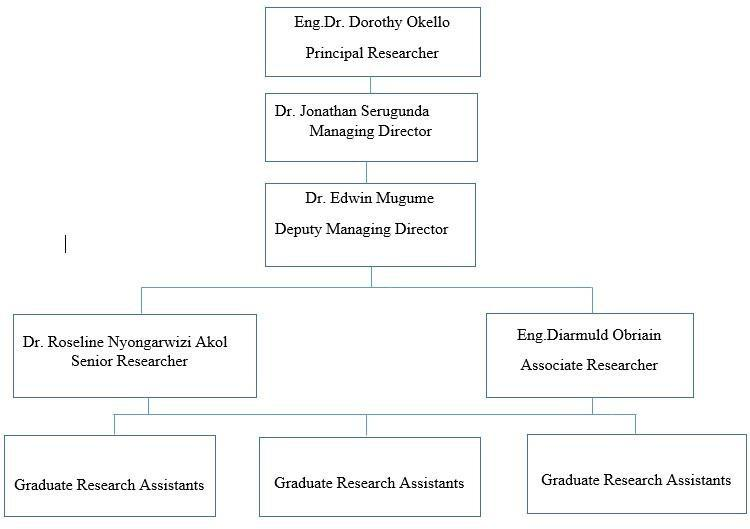 Eng.Dr. Dorothy Okello
Principal Researcher
Dr. Jonathan Serugunda
Managing Director
Dr. Edwin Mugume
Deputy Managing Director
Dr. Roseline Nyongarwizi Akol
Senior Researcher
Eng.Diarmuld Obriain
Associate Researcher
Graduate Research Assistants
Graduate Research Assistants
Graduate Research Assistants